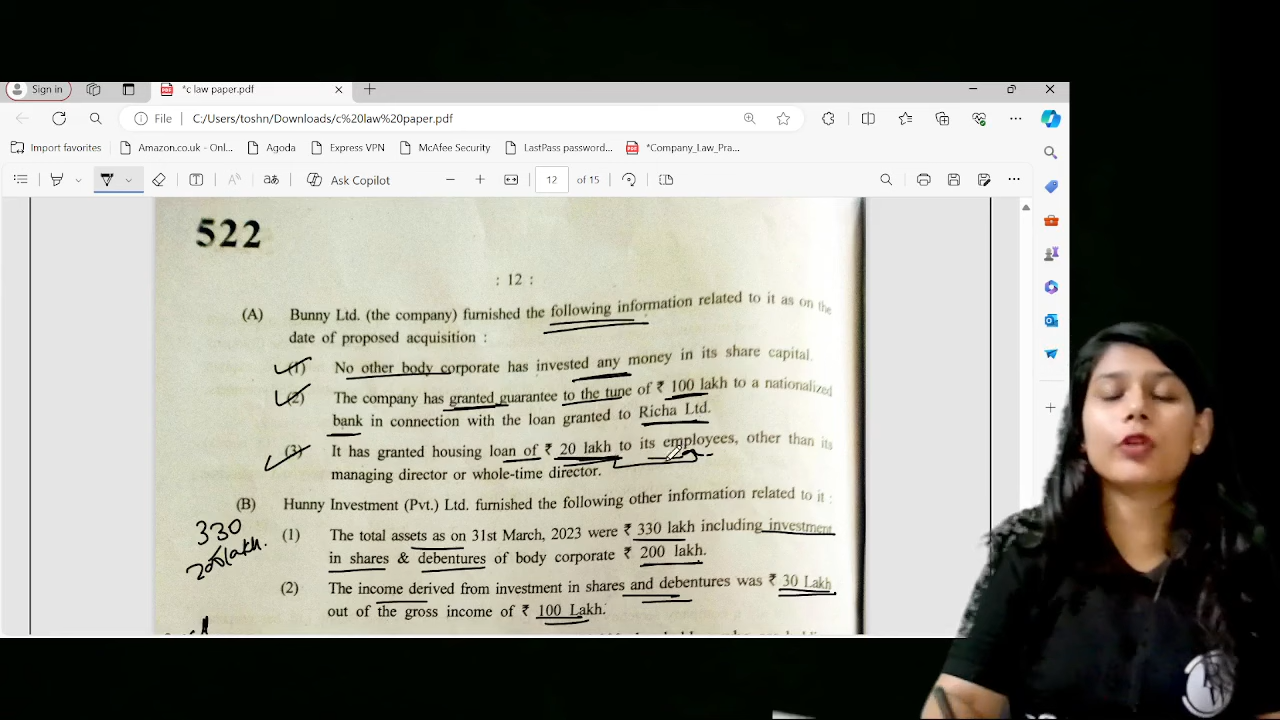 Sign in
*c law paper.pdf
File
C:/Users/toshn/Downloads/c%20law%20paper.pdf
Import favorites
Amazon.co.uk - Onl...
Agoda
Express VPN
McAfee Security
LastPass password...
*Company_Law_Pra...
Ask Copilot
12
of 15
522
: 12 :
(A) Bunny Ltd. (the company) furnished the following information related to it as on the
date of proposed acquisition :
(1) No other body corporate has invested any money in its share capital.
(2) The company has granted guarantee to the tune of ₹ 100 lakh to a nationalized
bank in connection with the loan granted to Richa Ltd.
(3) It has granted housing loan of ₹ 20 lakh to its employees, other than its
managing director or whole-time director.
(B) Hunny Investment (Pvt.) Ltd. furnished the following other information related to it :
330
200 lakh.
(1) The total assets as on 31st March, 2023 were ₹ 330 lakh including investment
in shares & debentures of body corporate ₹ 200 lakh.
(2) The income derived from investment in shares and debentures was ₹ 30 Lakh
out of the gross income of ₹ 100 Lakh.